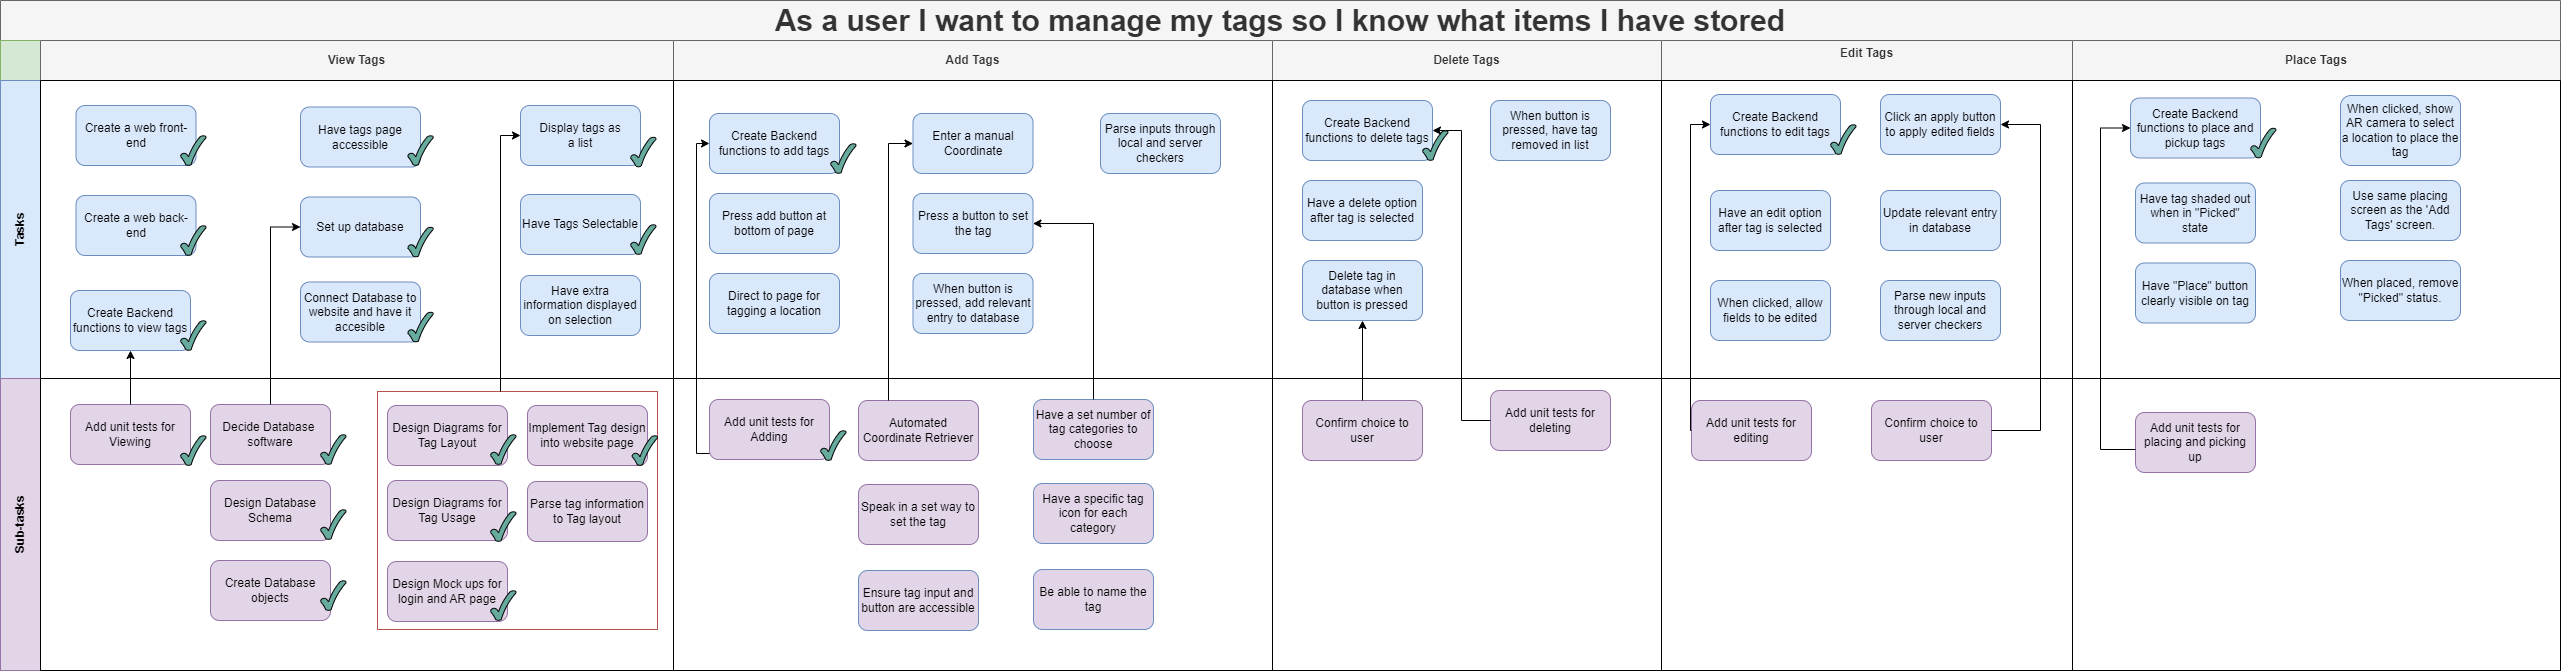 As a user I want to manage my tags so I know what items I have stored
View Tags
Add Tags
Delete Tags
Edit Tags
Place Tags
Tasks
Create a web front-
end
Create a web back-
end
Create Backend
functions to view tags
Have tags page
accessible
Set up database
Connect Database to
website and have it
accesible
Display tags as
a list
Have Tags Selectable
Have extra
information displayed
on selection
Create Backend
functions to add tags
Press add button at
bottom of page
Direct to page for
tagging a location
Enter a manual
Coordinate
Press a button to set
the tag
When button is
pressed, add relevant
entry to database
Parse inputs through
local and server
checkers
Create Backend
functions to delete tags
Have a delete option
after tag is selected
Delete tag in
database when
button is pressed
When button is
pressed, have tag
removed in list
Create Backend
functions to edit tags
Have an edit option
after tag is selected
When clicked, allow
fields to be edited
Click an apply button
to apply edited fields
Update relevant entry
in database
Parse new inputs
through local and
server checkers
Create Backend
functions to place and
pickup tags
Have tag shaded out
when in "Picked"
state
Have "Place" button
clearly visible on tag
When clicked, show
AR camera to select
a location to place the
tag
Use same placing
screen as the 'Add
Tags' screen.
When placed, remove
"Picked" status.
Sub-tasks
Add unit tests for
Viewing
Decide Database
software
Design Database
Schema
Create Database
objects
Design Diagrams for
Tag Layout
Design Diagrams for
Tag Usage
Design Mock ups for
login and AR page
Implement Tag design
into website page
Parse tag information
to Tag layout
Add unit tests for
Adding
Automated
Coordinate Retriever
Speak in a set way to
set the tag
Ensure tag input and
button are accessible
Have a set number of
tag categories to
choose
Have a specific tag
icon for each
category
Be able to name the
tag
Confirm choice to
user
Add unit tests for
deleting
Add unit tests for
editing
Confirm choice to
user
Add unit tests for
placing and picking
up